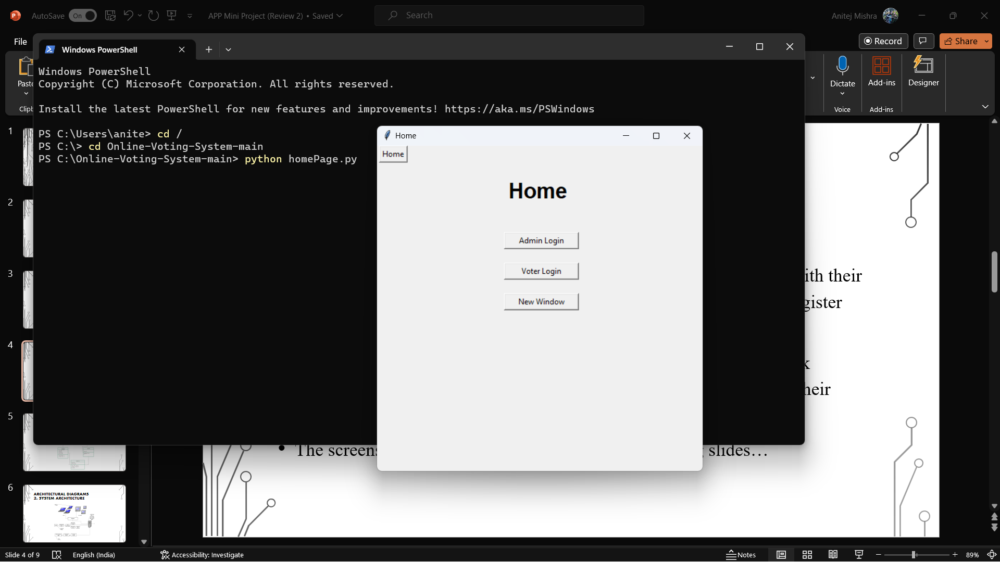 AutoSave On
APP Mini Project (Review 2) • Saved
Search
Anitej Mishra
File
Record
Share
Windows PowerShell
Paste
Clipb
Dictate
Voice
Add-ins
Add-ins
Designer
Windows PowerShell
Copyright (C) Microsoft Corporation. All rights reserved.
Install the latest PowerShell for new features and improvements! https://aka.ms/PSWindows
PS C:\Users\anite> cd /
PS C:\> cd Online-Voting-System-main
PS C:\Online-Voting-System-main> python homePage.py
Home
Home
Home
Admin Login
Voter Login
New Window
ith their
gister
k
heir
• The screens
slides…
1
2
3
4
5
6
ARCHITECTURAL DIAGRAMS
2. SYSTEM ARCHITECTURE
Slide 4 of 9
English (India)
Accessibility: Investigate
Notes
89%